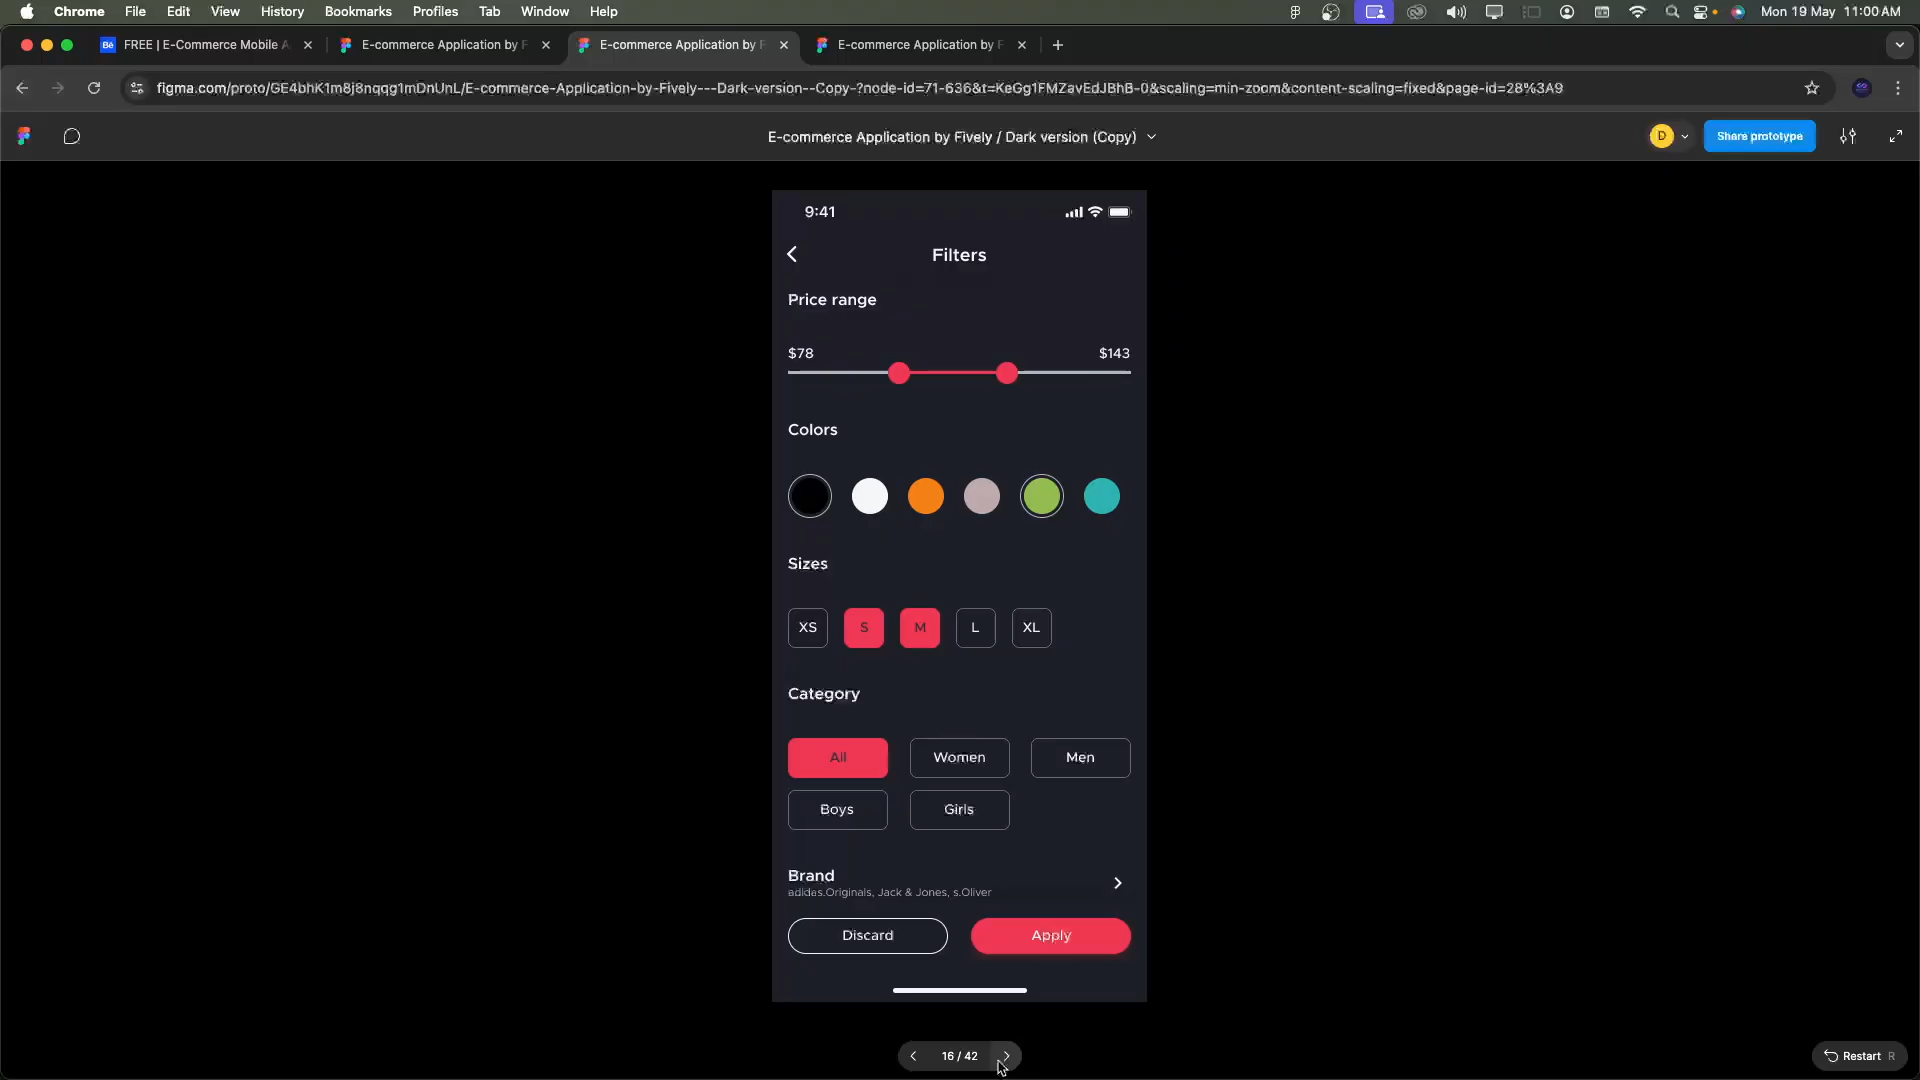 Chrome File Edit View History Bookmarks Profiles Tab Window Help Mon 19 May 11:00 AM
Bē FREE | E-Commerce Mobile A E-commerce Application by F E-commerce Application by F E-commerce Application by F
figma.com/proto/GE4bhK1m8j8nqqg1mDnUnL/E-commerce-Application-by-Fively---Dark-version--Copy-?node-id=71-636&t=KeGg1FMZavEdJBhB-0&scaling=min-zoom&content-scaling=fixed&page-id=28%3A9
E-commerce Application by Fively / Dark version (Copy) D Share prototype
9:41
Filters
Price range
$78 $143
Colors
Sizes
XS S M L XL
Category
All Women Men
Boys Girls
Brand
adidas Originals, Jack & Jones, s.Oliver
Discard Apply
16 / 42 Restart R